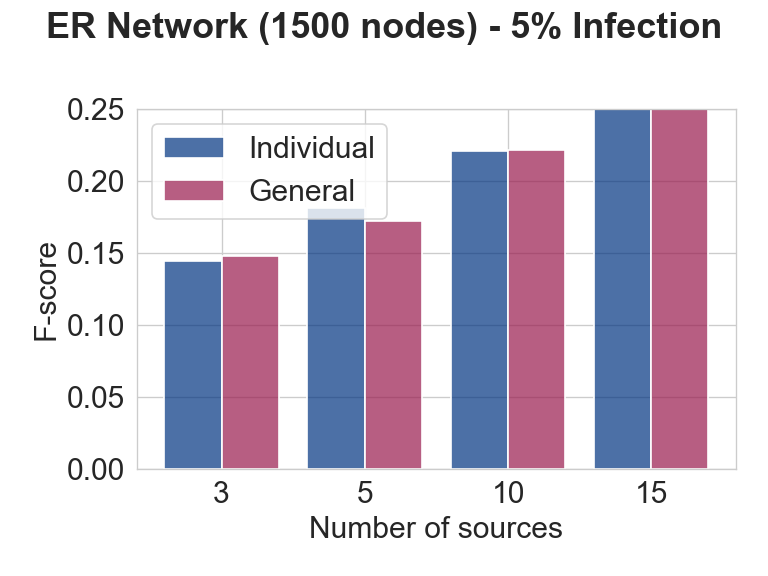 ER Network (1500 nodes) - 5% Infection
0.25
0.20
0.15
0.10
0.05
0.00
F-score
Individual
General
3 5 10 15
Number of sources